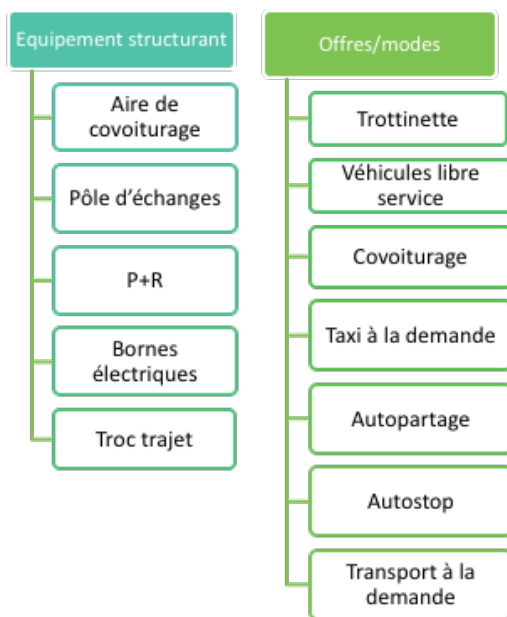 Equipement structurant
Aire de
covoiturage
Pôle d'échanges
P+R
Bornes
électriques
Troc trajet
Offres/modes
Trottinette
Véhicules libre
service
Covoiturage
Taxi à la demande
Autopartage
Autostop
Transport à la
demande